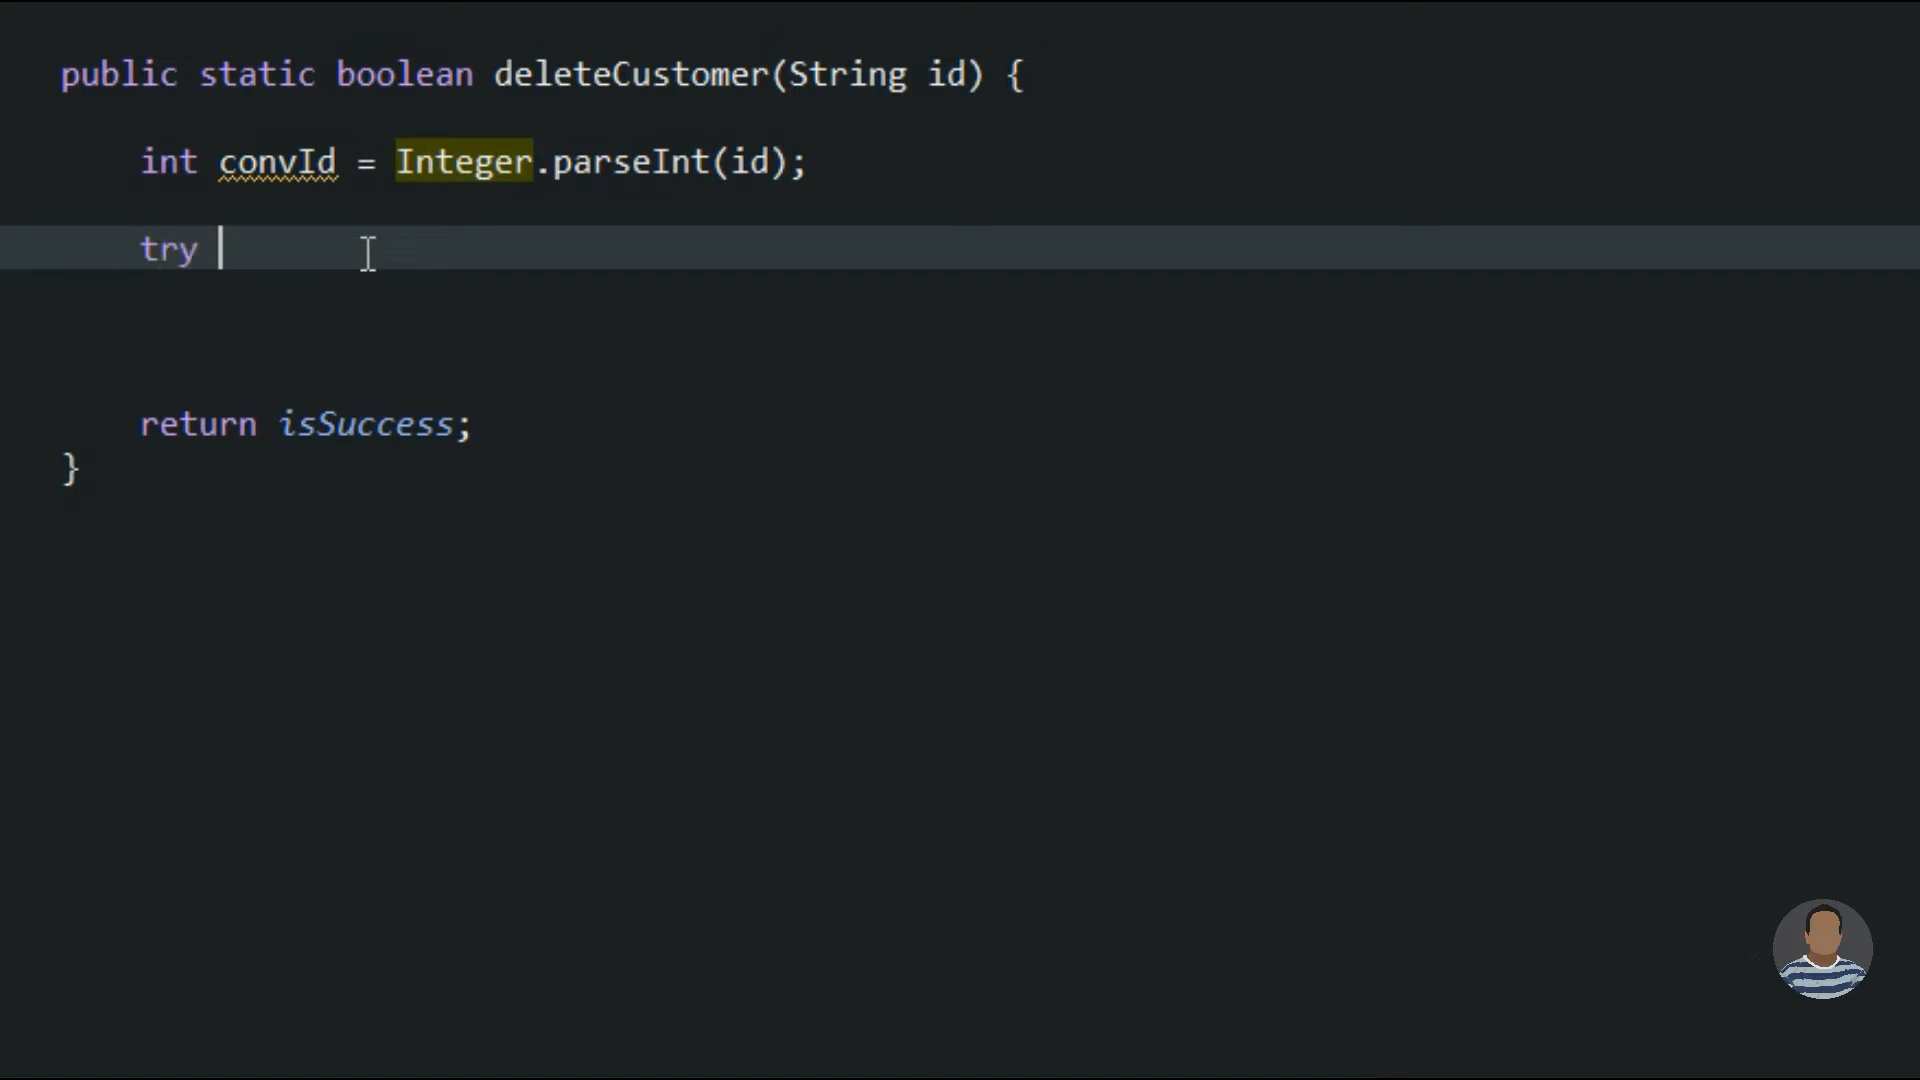 public static boolean deleteCustomer(String id) {
int convId = Integer.parseInt(id);
try
return isSuccess;
}